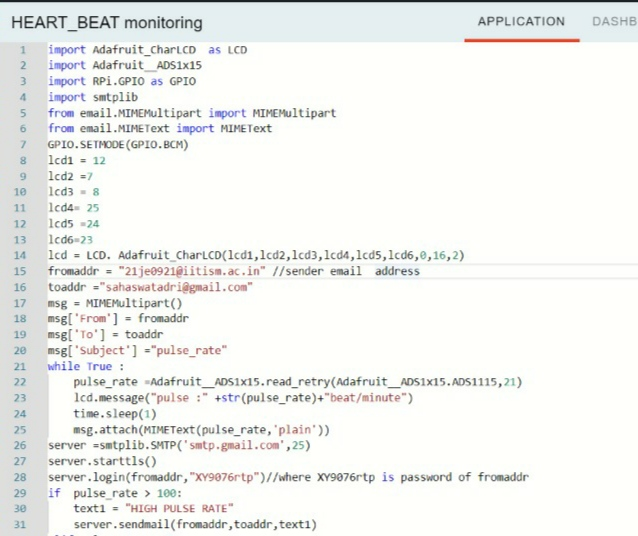 HEART_BEAT monitoring
APPLICATION
DASHB
1 import Adafruit_CharLCD  as LCD
2 import Adafruit__ADS1x15
3 import RPi.GPIO as GPIO
4 import smtplib
5 from email.MIMEMultipart import MIMEMultipart
6 from email.MIMEText import MIMEText
7 GPIO.SETMODE(GPIO.BCM)
8 lcd1 = 12
9 lcd2 =7
10 lcd3 = 8
11 lcd4= 25
12 lcd5 =24
13 lcd6=23
14 lcd = LCD. Adafruit_CharLCD(lcd1,lcd2,lcd3,lcd4,lcd5,lcd6,0,16,2)
15 fromaddr = "21je0921@iitism.ac.in" //sender email  address
16 toaddr ="sahaswatadri@gmail.com"
17 msg = MIMEMultipart()
18 msg['From'] = fromaddr
19 msg['To'] = toaddr
20 msg['Subject'] ="pulse_rate"
21 while True :
22     pulse_rate =Adafruit__ADS1x15.read_retry(Adafruit__ADS1x15.ADS1115,21)
23     lcd.message("pulse :" +str(pulse_rate)+"beat/minute")
24     time.sleep(1)
25     msg.attach(MIMEText(pulse_rate,'plain'))
26 server =smtplib.SMTP('smtp.gmail.com',25)
27 server.starttls()
28 server.login(fromaddr,"XY9076rtp")//where XY9076rtp is password of fromaddr
29 if  pulse_rate > 100:
30     text1 = "HIGH PULSE RATE"
31     server.sendmail(fromaddr,toaddr,text1)